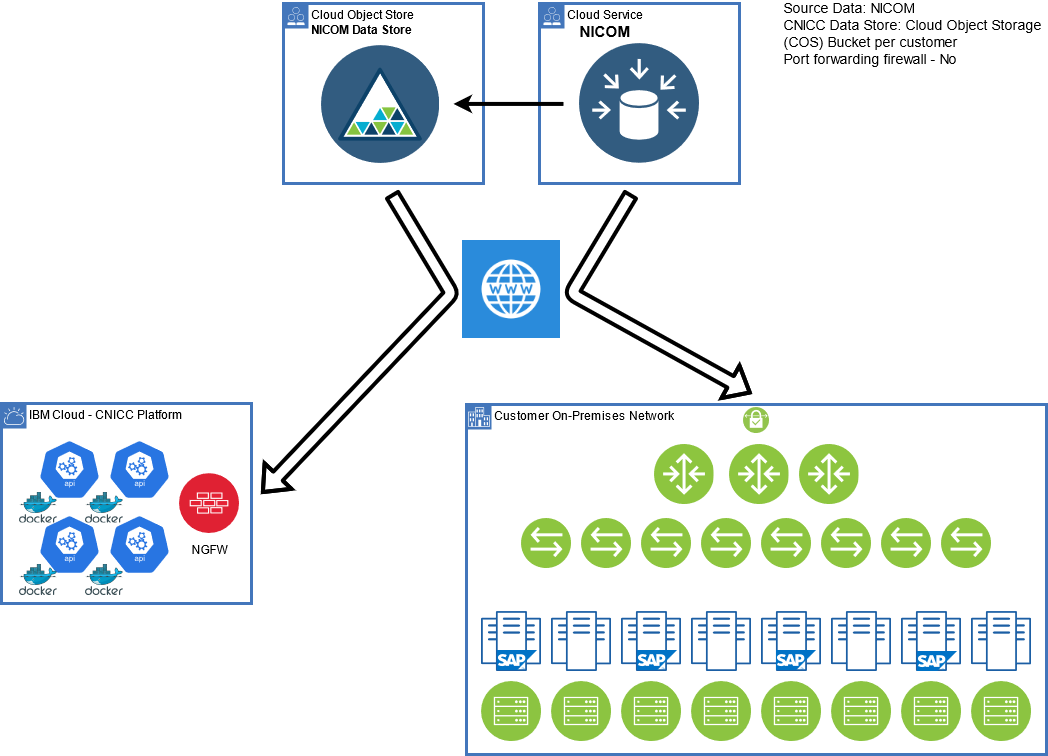 Cloud Object Store
NICOM Data Store
Cloud Service
NICOM
Source Data: NICOM
CNICC Data Store: Cloud Object Storage
(COS) Bucket per customer
Port forwarding firewall - No
WWW
IBM Cloud - CNICC Platform
api
api
docker
docker
api
api
docker
docker
NGFW
Customer On-Premises Network
SAP
SAP
SAP
SAP